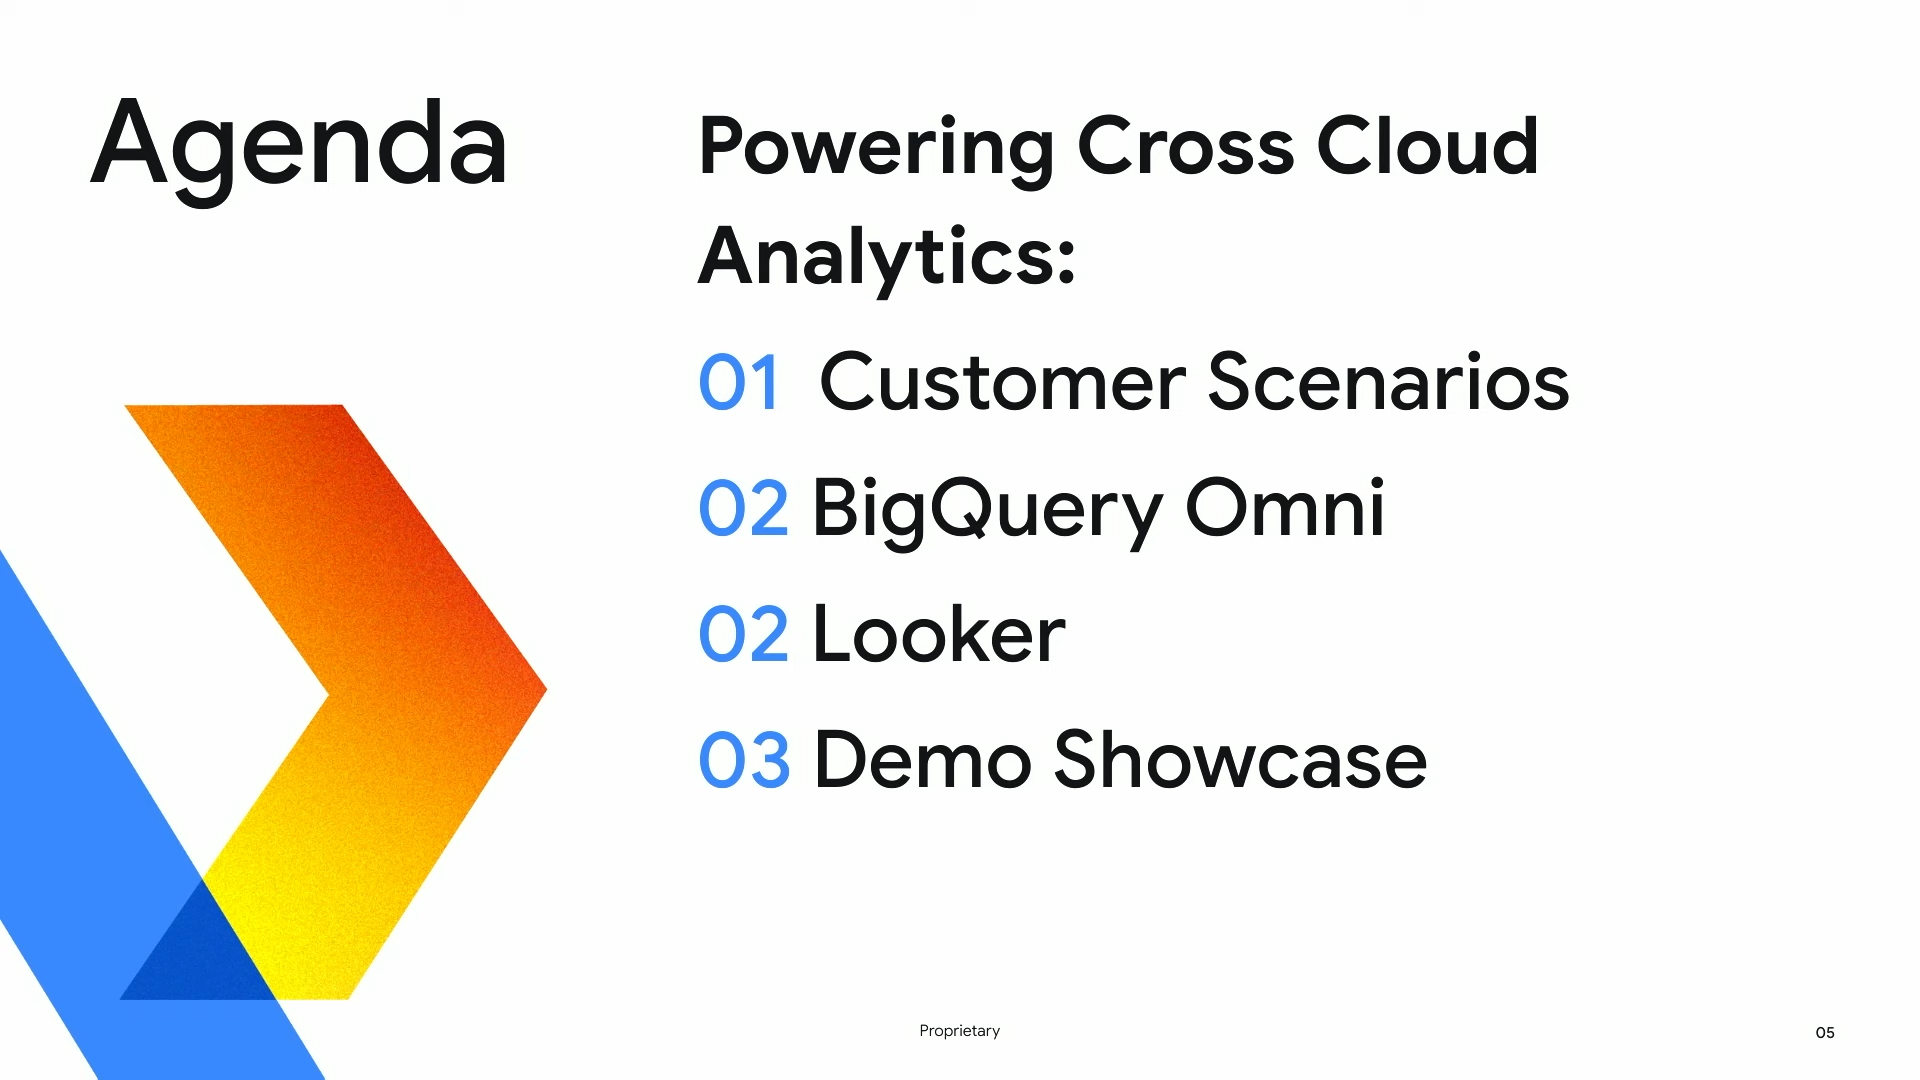 Agenda
Powering Cross Cloud
Analytics:
01 Customer Scenarios
02 BigQuery Omni
02 Looker
03 Demo Showcase
Proprietary
05